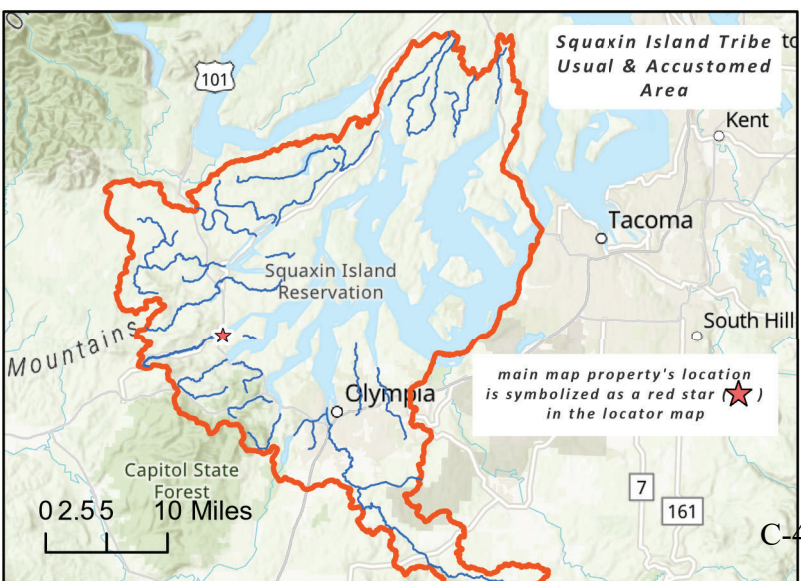 Squaxin Island Tribe
Usual & Accustomed
Area
101
Kent
Tacoma
Squaxin Island
Reservation
South Hill
Mountains
main map property's location
is symbolized as a red star ( )
in the locator map
Olympia
Capitol State
Forest
7
161
0 2.5 5 10 Miles